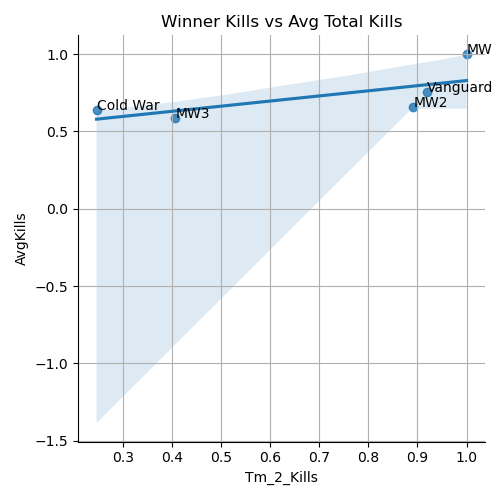 Winner Kills vs Avg Total Kills
1.0
0.5
0.0
−0.5
−1.0
−1.5
AvgKills
Cold War
MW3
MW2
Vanguard
MW
0.3 0.4 0.5 0.6 0.7 0.8 0.9 1.0
Tm_2_Kills